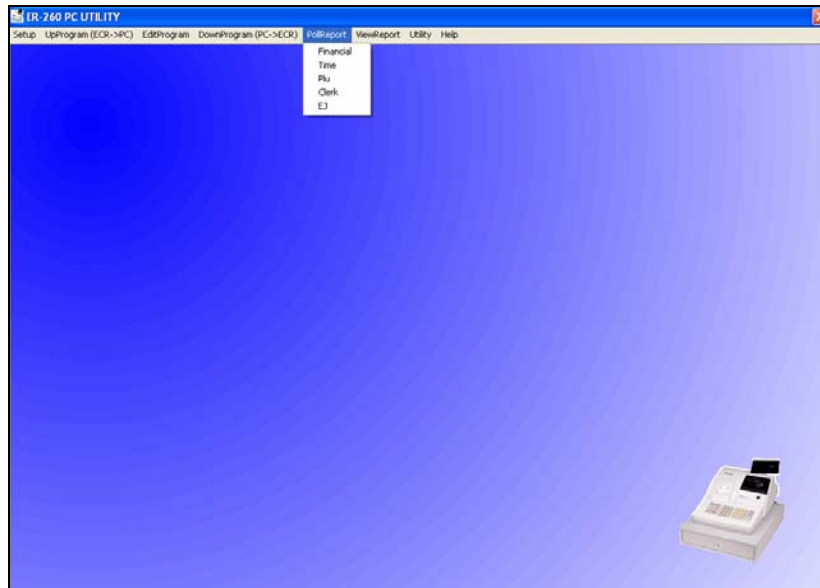 ER-260 PC UTILITY
Setup UpProgram (ECR->PC) EditProgram DownProgram (PC->ECR) PollReport ViewReport Utility Help
Financial
Time
Plu
Clerk
EJ